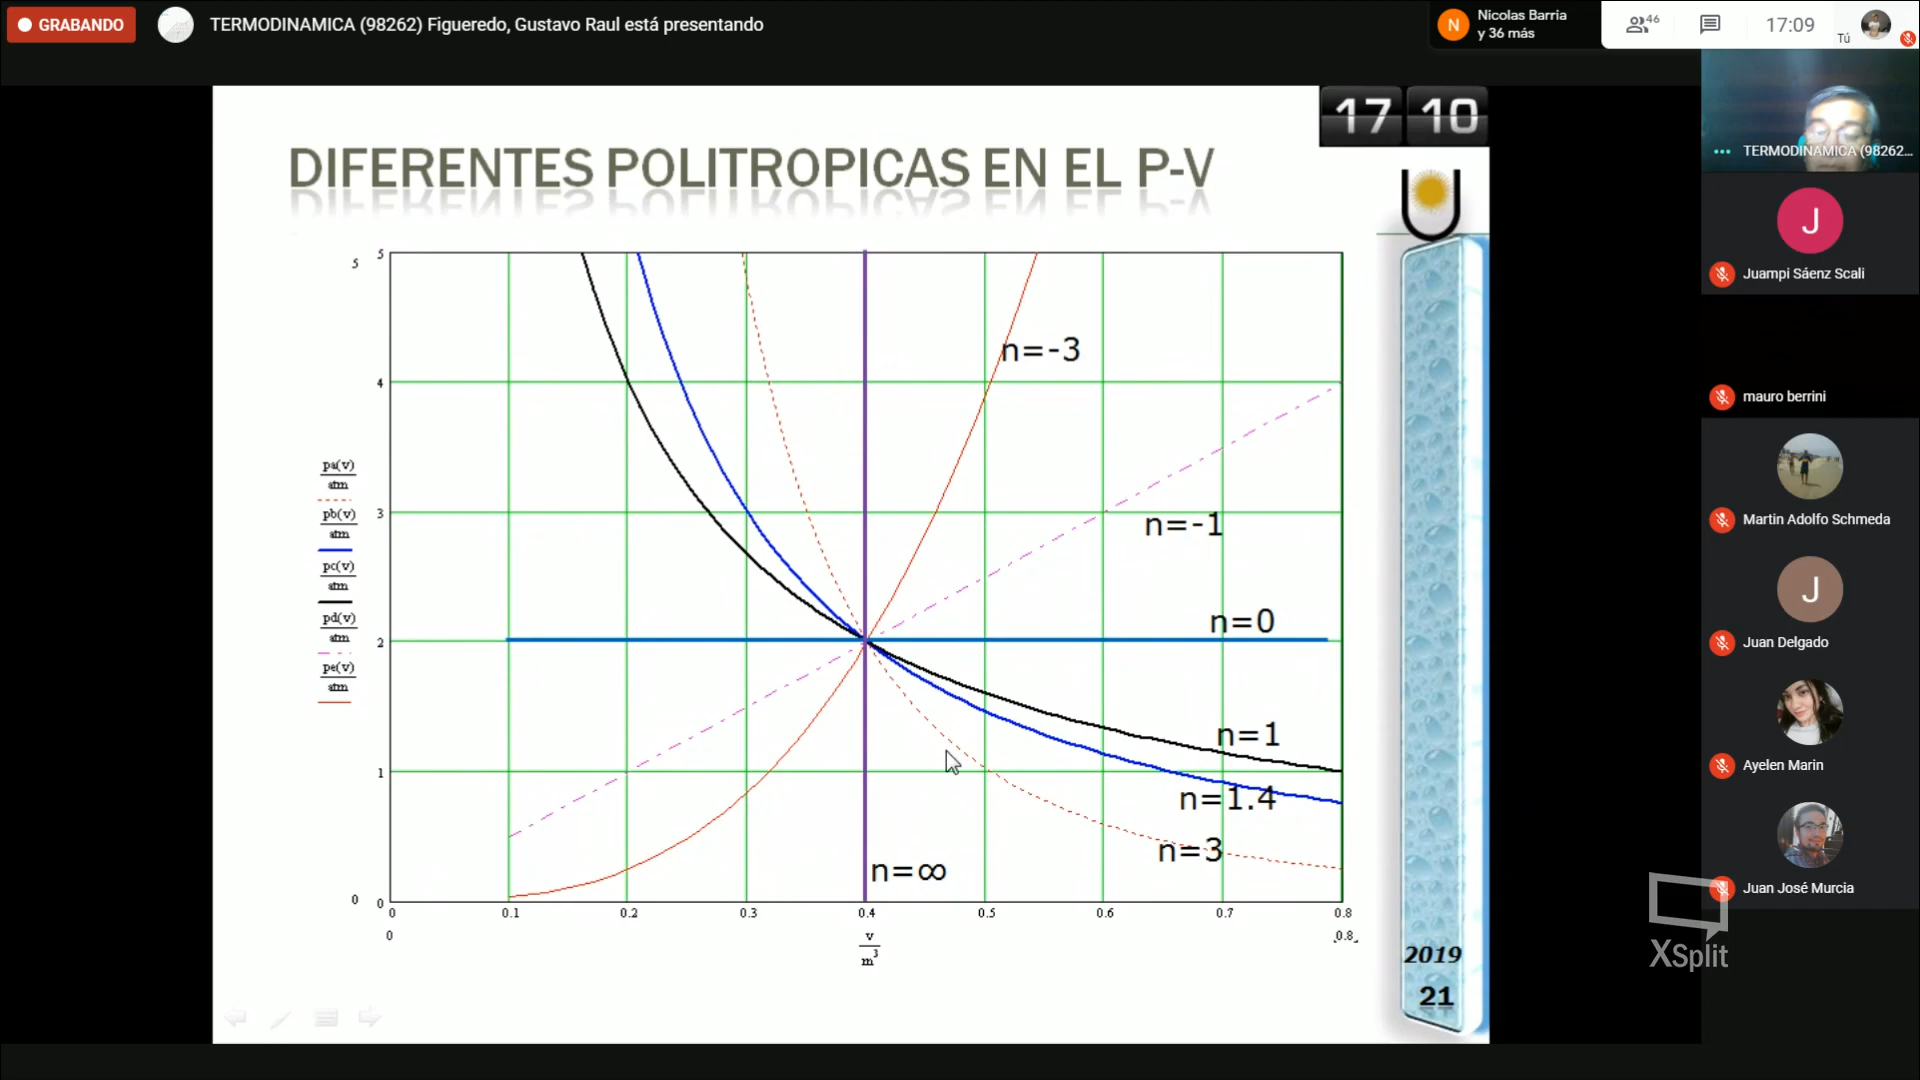 GRABANDO
TERMODINAMICA (98262) Figueredo, Gustavo Raul está presentando
N
Nicolas Barria
y 36 más
46
17:09
Tú
17 10
DIFERENTES POLITROPICAS EN EL P-V
TERMODINAMICA (98262...
J
Juampi Sáenz Scali
mauro berrini
Martin Adolfo Schmeda
J
Juan Delgado
Ayelen Marin
Juan José Murcia
XSplit
5
5
4
3
2
1
0
0
pa(v)
atm
pb(v)
atm
pc(v)
atm
pd(v)
atm
pe(v)
atm
n=-3
n=-1
n=0
n=1
n=1.4
n=3
n=∞
0 0.1 0.2 0.3 0.4 0.5 0.6 0.7 0.8
0
v
m³
.0.8.
2019
21